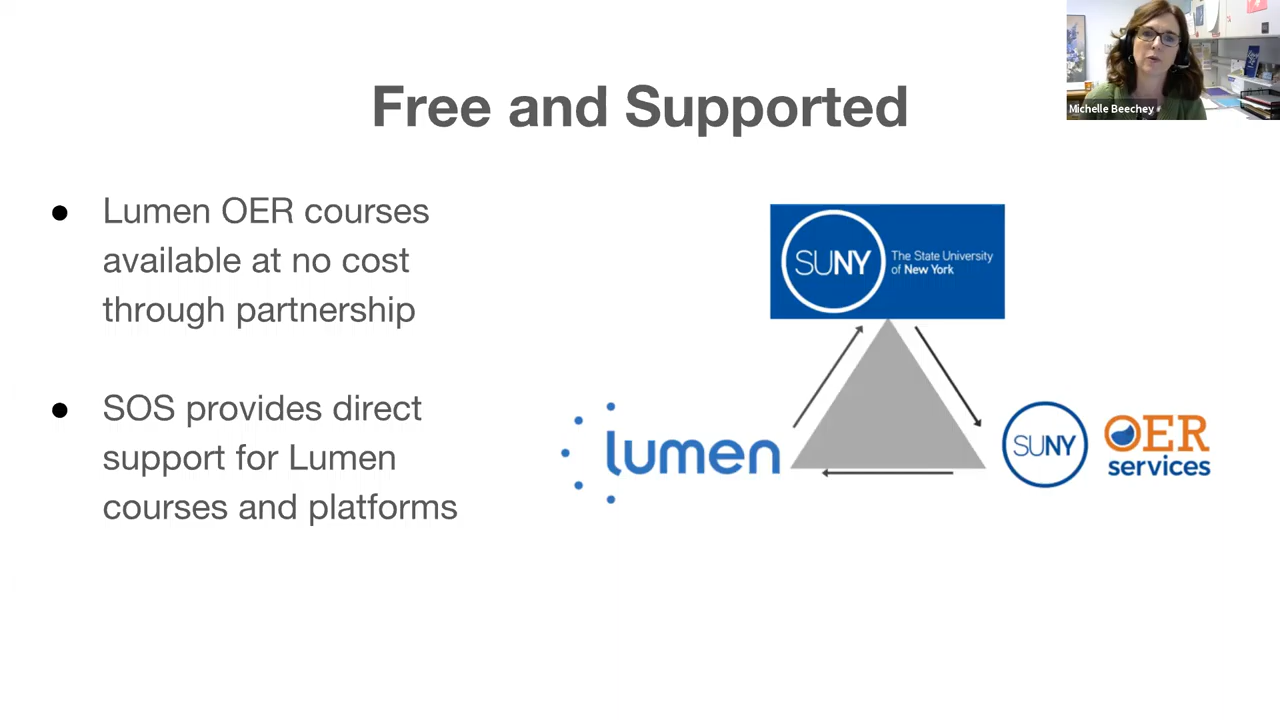 Free and Supported
Michelle Beechey
● Lumen OER courses
available at no cost
through partnership
● SOS provides direct
support for Lumen
courses and platforms
SUNY
The State University
of New York
lumen
SUNY
OER
services